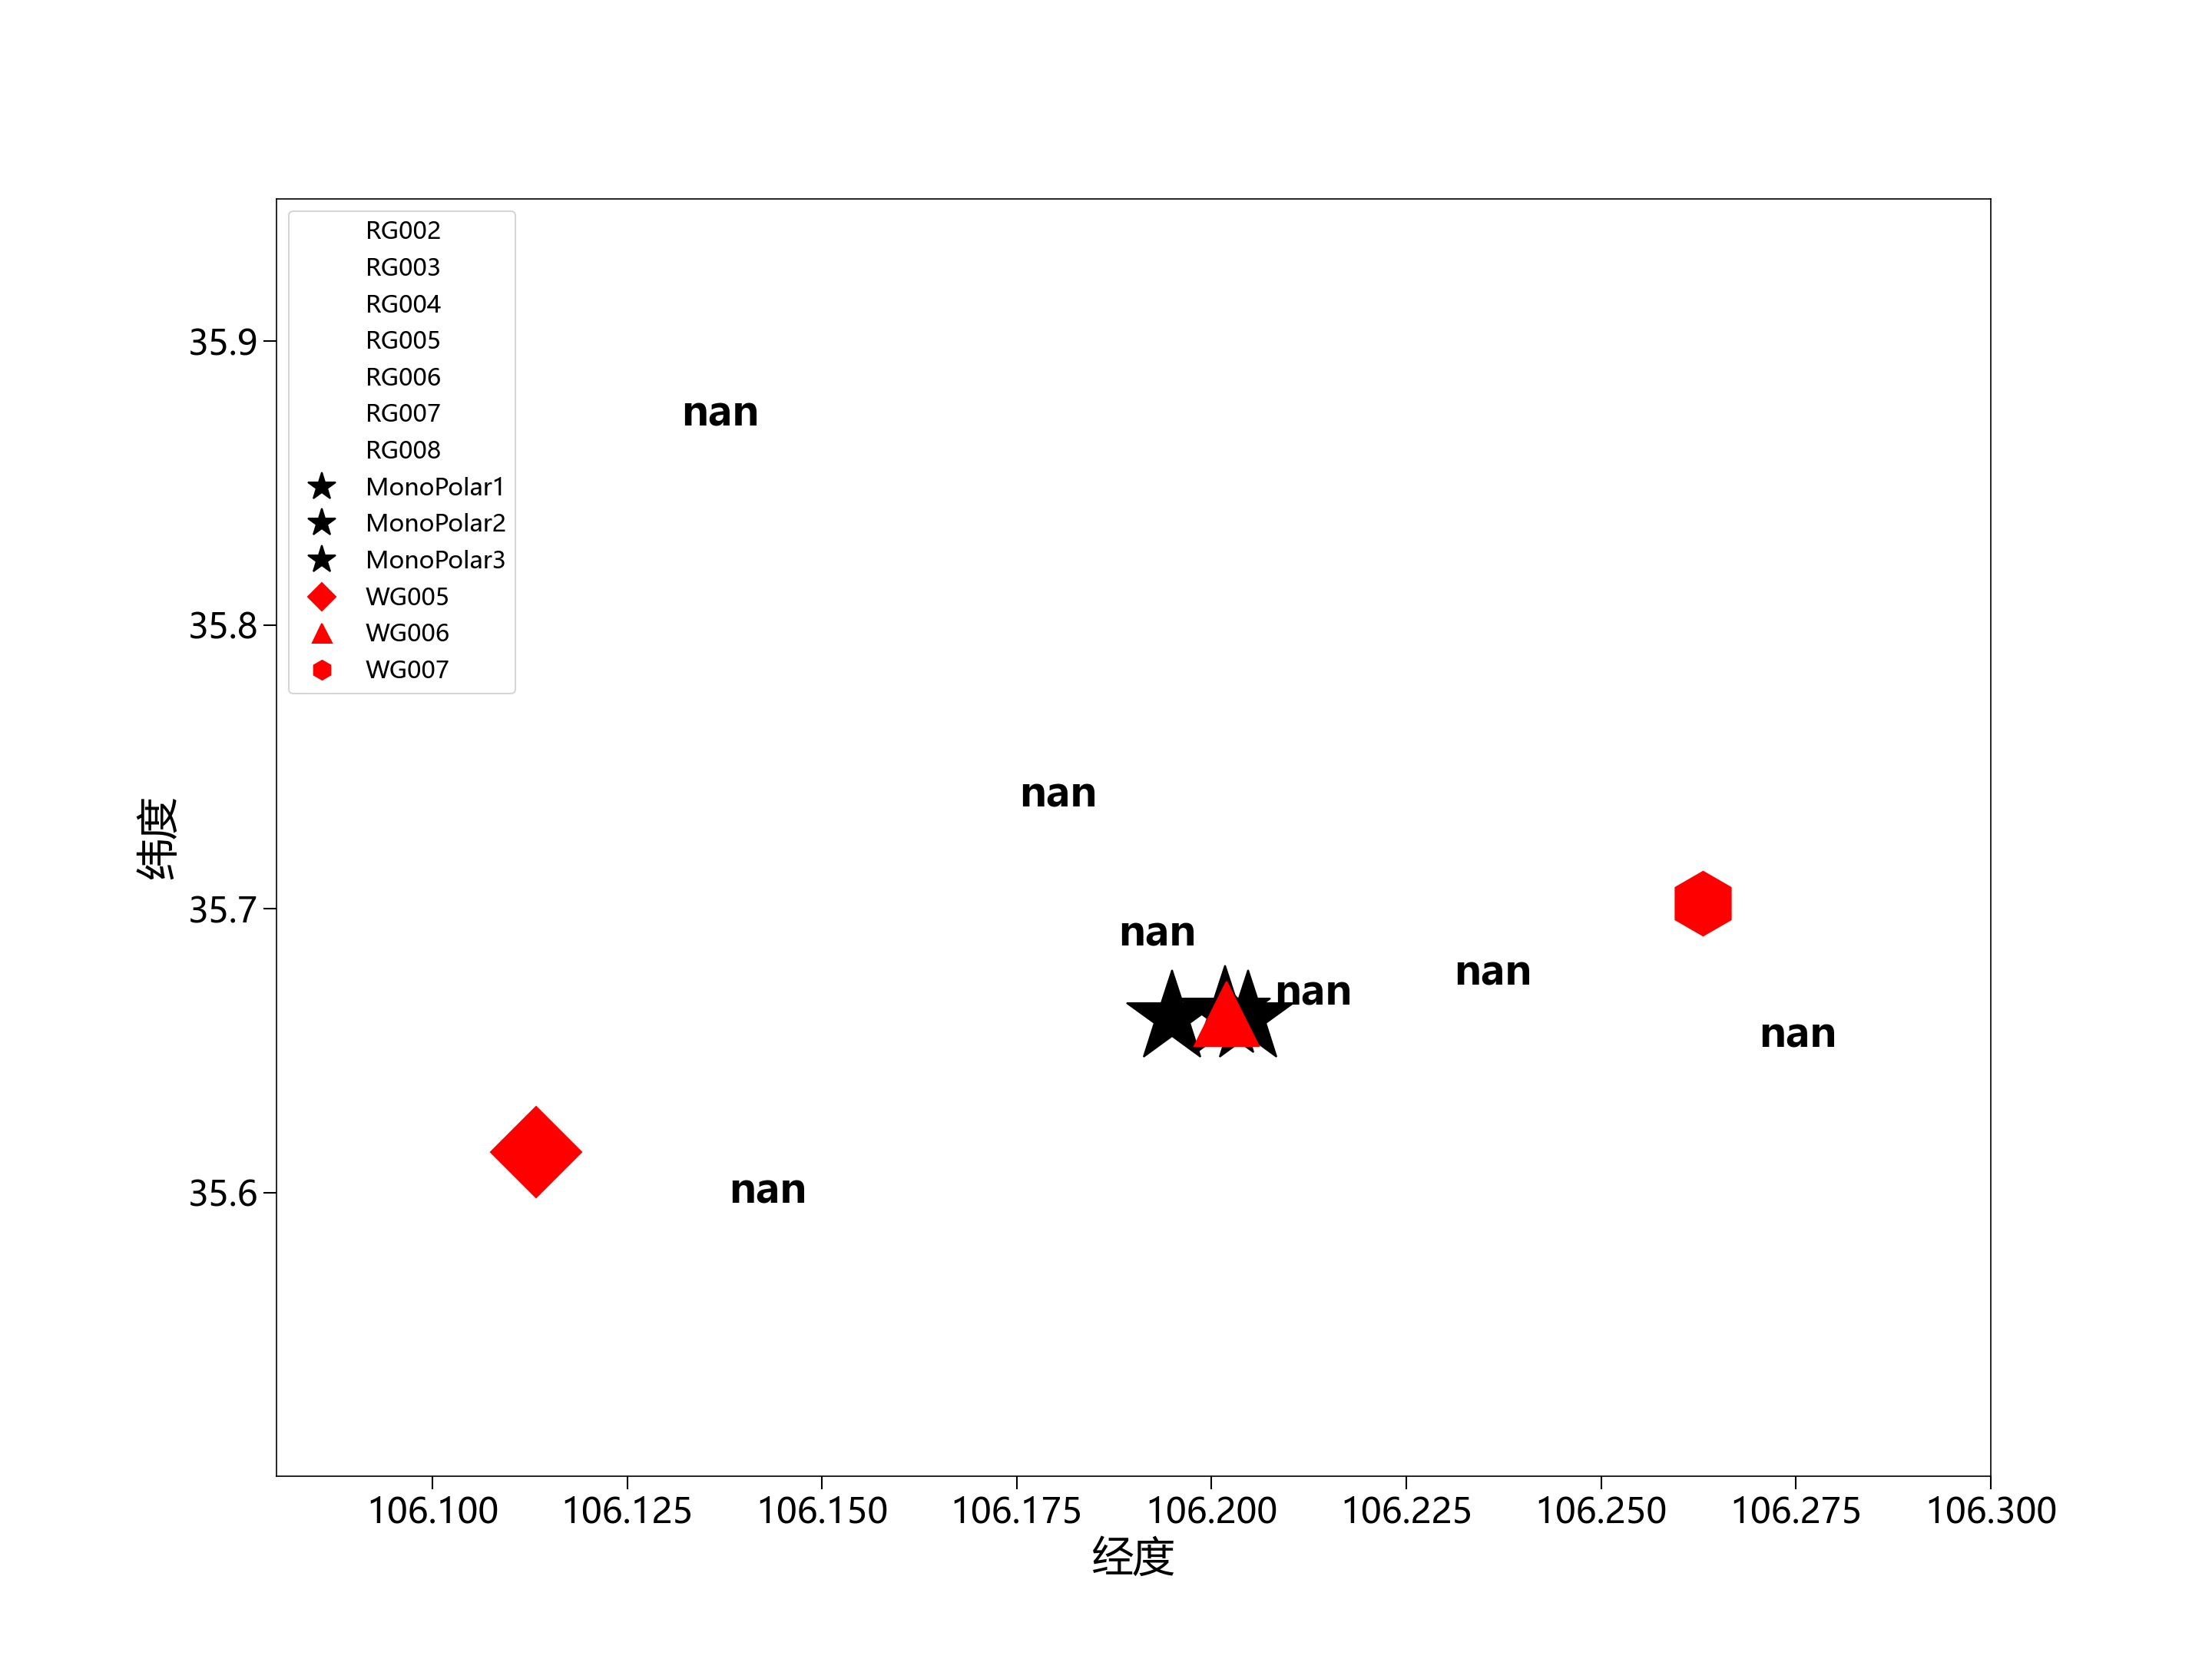 RG002
RG003
RG004
RG005
RG006
RG007
RG008
MonoPolar1
MonoPolar2
MonoPolar3
WG005
WG006
WG007
35.9
35.8
35.7
35.6
纬度
nan
nan
nan
nan
nan
nan
nan
106.100
106.125
106.150
106.175
106.200
106.225
106.250
106.275
106.300
经度